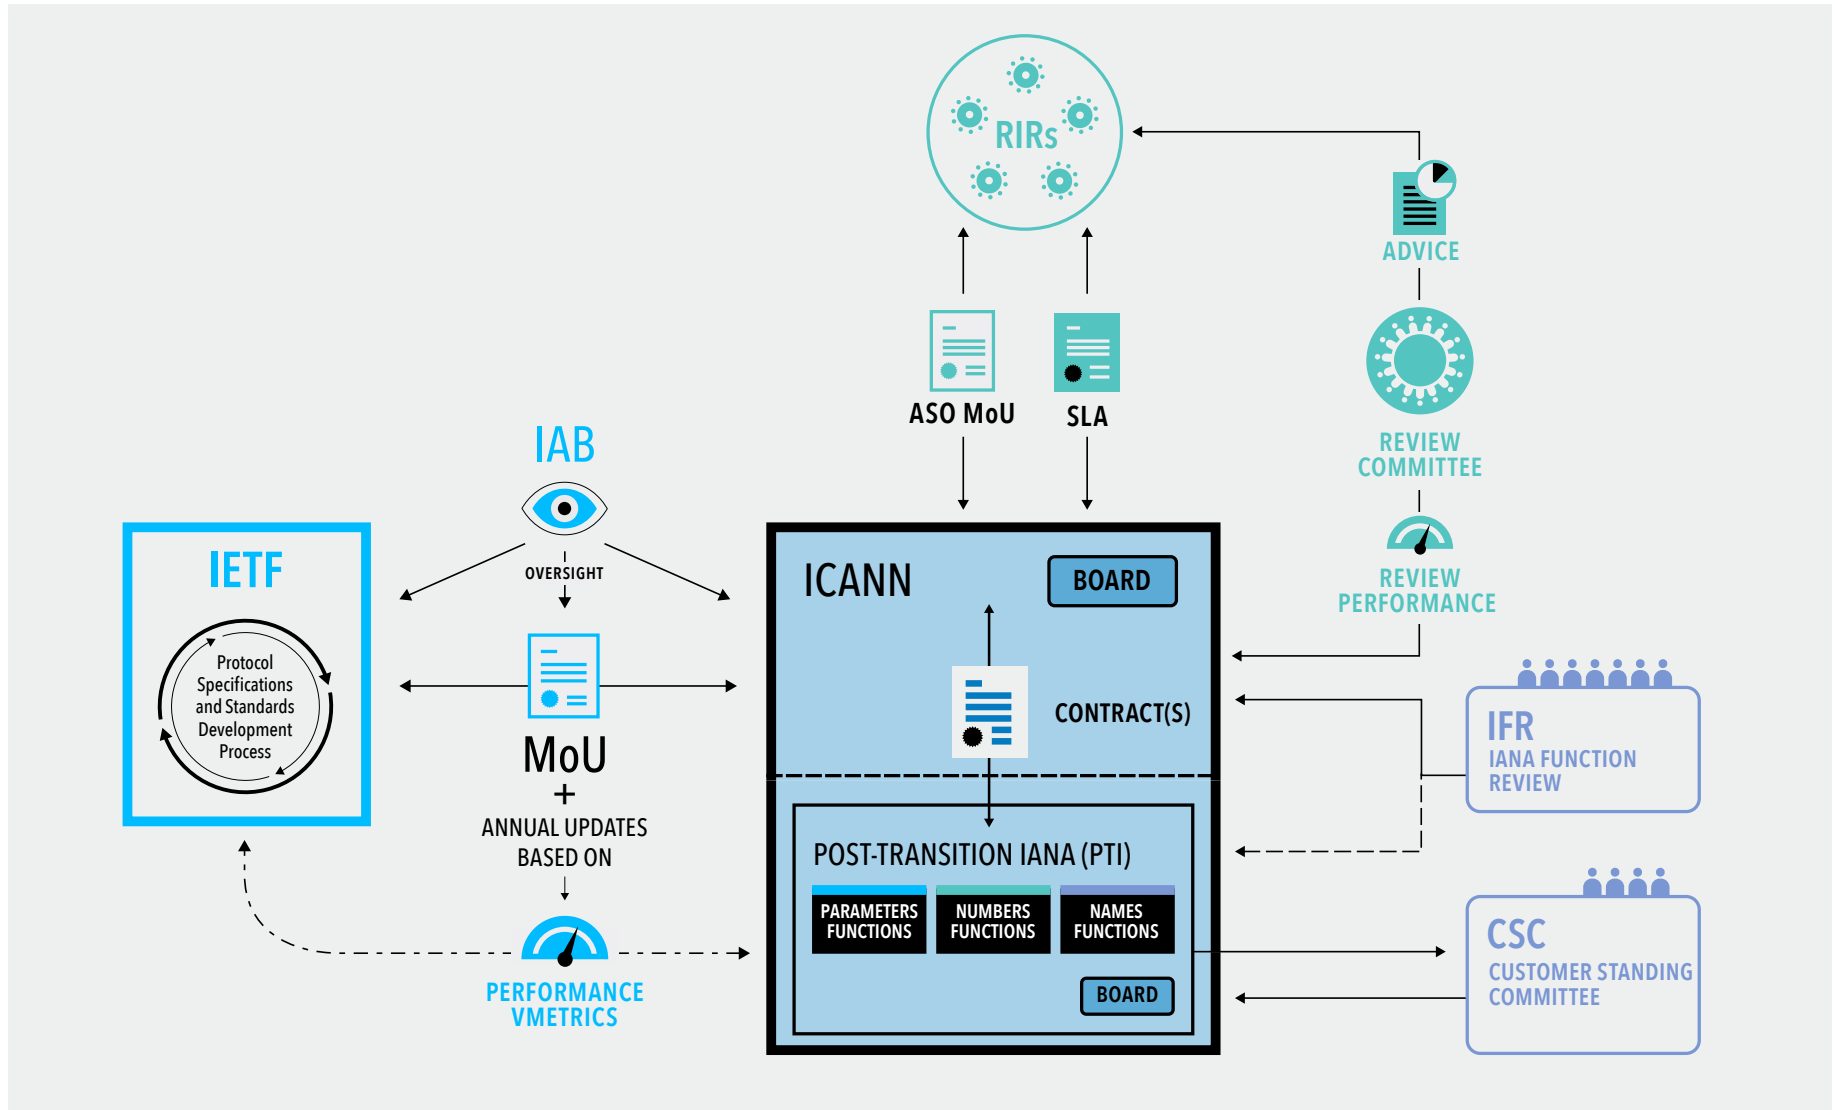 RIRs
ADVICE
ASO MoU
SLA
REVIEW
COMMITTEE
IAB
OVERSIGHT
IETF
Protocol
Specifications
and Standards
Development
Process
MoU
+
ANNUAL UPDATES
BASED ON
PERFORMANCE
VMETRICS
ICANN
BOARD
CONTRACT(S)
POST-TRANSITION IANA (PTI)
PARAMETERS
FUNCTIONS
NUMBERS
FUNCTIONS
NAMES
FUNCTIONS
BOARD
REVIEW
PERFORMANCE
IFR
IANA FUNCTION
REVIEW
CSC
CUSTOMER STANDING
COMMITTEE